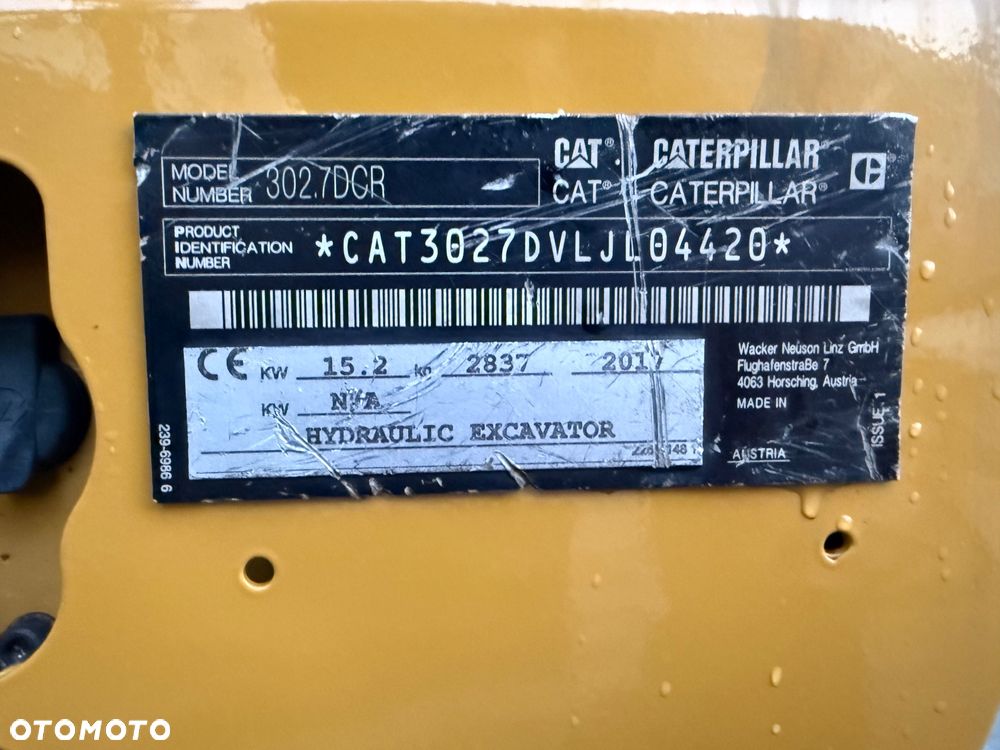 MODEL NUMBER 302.7DCR
CAT® CATERPILLAR
CAT® CATERPILLAR®
PRODUCT IDENTIFICATION NUMBER *CAT3027DVLJL04420*
CE KW 15.2 kg 2837 2017
KW N/A
HYDRAULIC EXCAVATOR
Wacker Neuson Linz GmbH
Flughafenstraße 7
4063 Horsching, Austria
MADE IN
AUSTRIA
239-6986 6
ISSUE 1
OTOMOTO